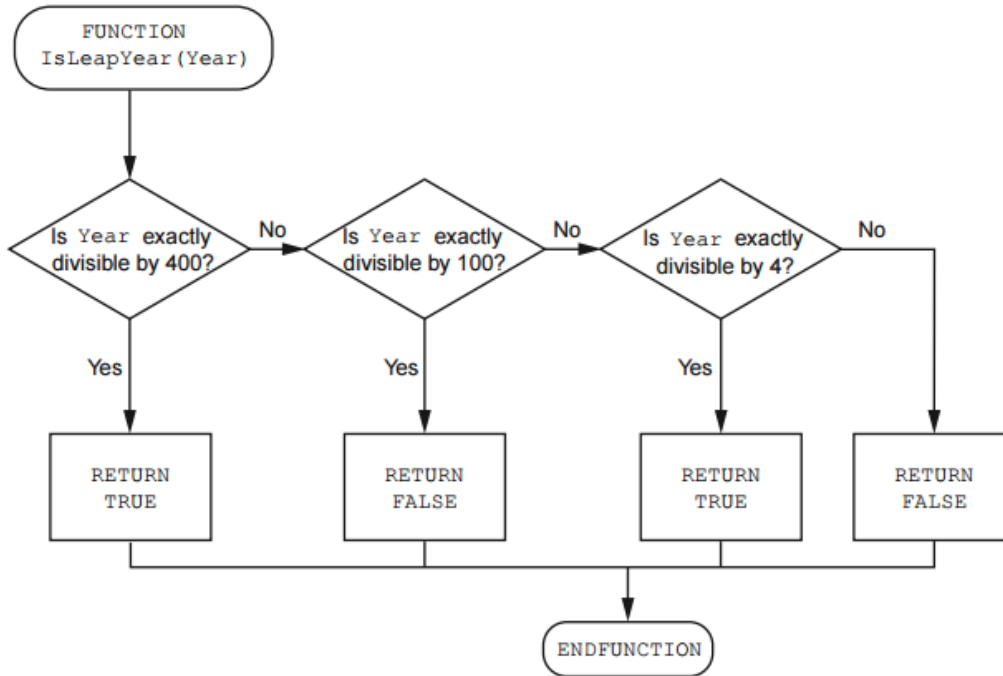 FUNCTION
IsLeapYear(Year)
Is Year exactly
divisible by 400?
No
Is Year exactly
divisible by 100?
No
Is Year exactly
divisible by 4?
No
Yes
Yes
Yes
RETURN
TRUE
RETURN
FALSE
RETURN
TRUE
RETURN
FALSE
ENDFUNCTION